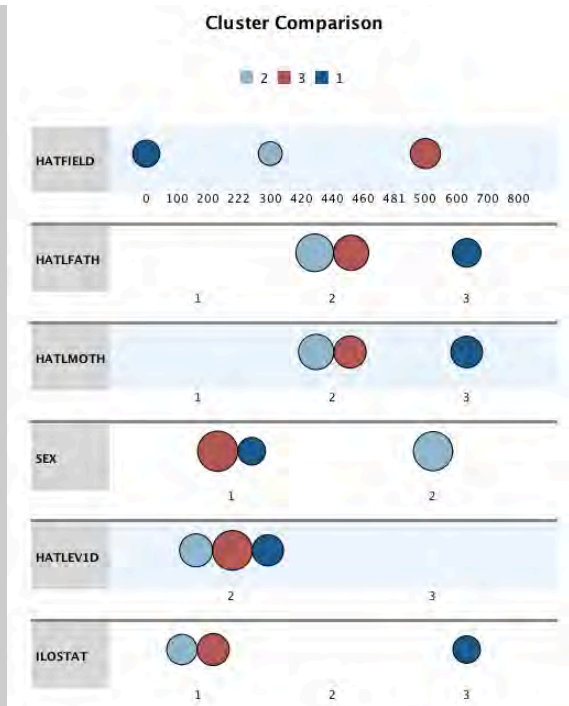 Cluster Comparison
2 3 1
HATFIELD
0 100 200 222 300 420 440 460 481 500 600 700 800
HATLFATH
1 2 3
HATLMOTH
1 2 3
SEX
1 2
HATLEV1D
2 3
ILOSTAT
1 2 3